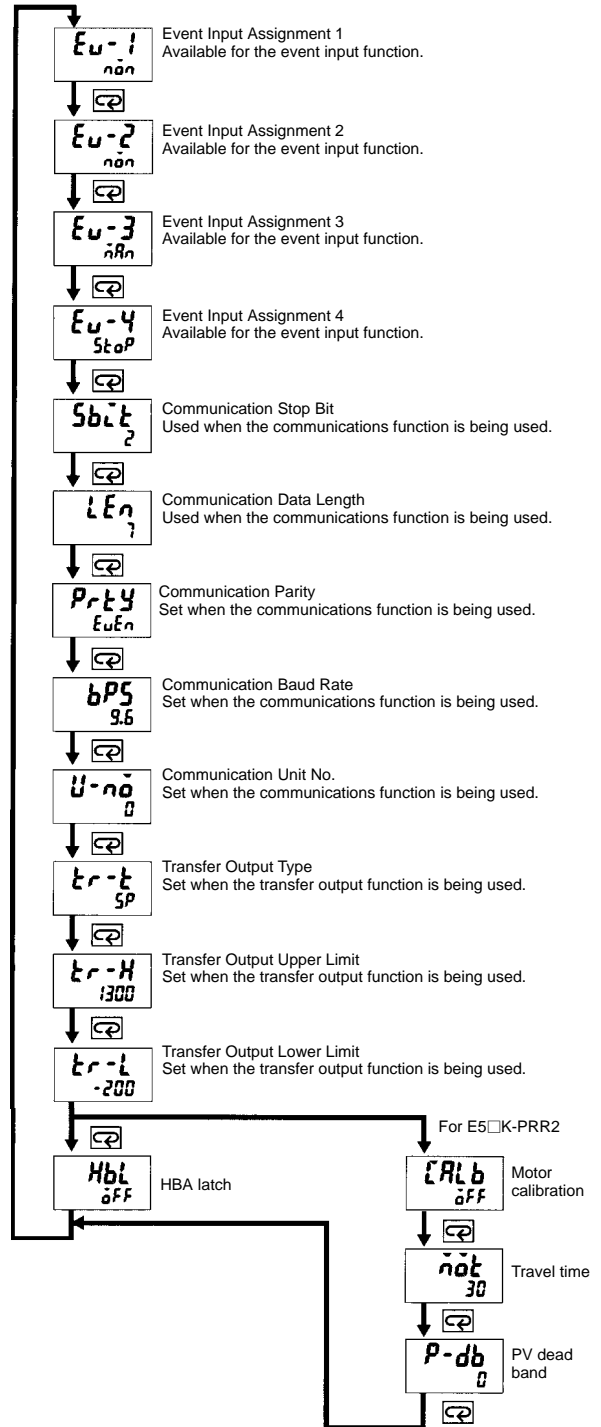 Eu-1
non
Event Input Assignment 1
Available for the event input function.
Eu-2
non
Event Input Assignment 2
Available for the event input function.
Eu-3
mAn
Event Input Assignment 3
Available for the event input function.
Eu-4
StoP
Event Input Assignment 4
Available for the event input function.
Sbit
2
Communication Stop Bit
Used when the communications function is being used.
LEn
7
Communication Data Length
Used when the communications function is being used.
PrtY
EuEn
Communication Parity
Set when the communications function is being used.
bPS
9.6
Communication Baud Rate
Set when the communications function is being used.
U-no
0
Communication Unit No.
Set when the communications function is being used.
tr-t
SP
Transfer Output Type
Set when the transfer output function is being used.
tr-H
1300
Transfer Output Upper Limit
Set when the transfer output function is being used.
tr-L
-200
Transfer Output Lower Limit
Set when the transfer output function is being used.
HbL
oFF
HBA latch
For E5□K-PRR2
CALb
oFF
Motor
calibration
mot
30
Travel time
P-db
0
PV dead
band